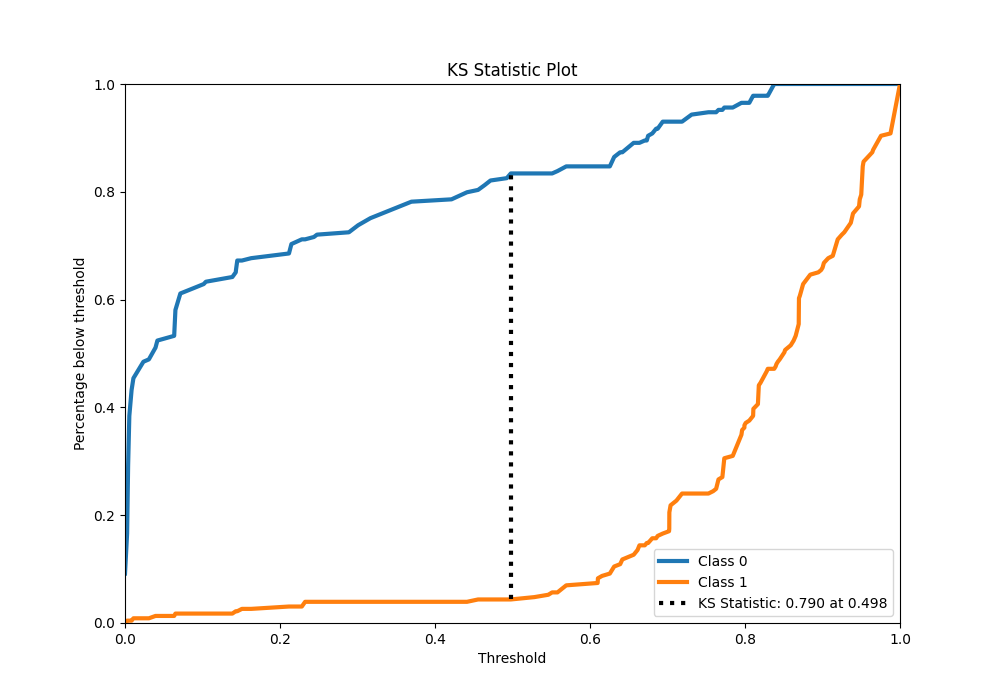 KS Statistic Plot
1.0
0.8
0.6
0.4
0.2
0.0
Percentage below threshold
0.0 0.2 0.4 0.6 0.8 1.0
Threshold
Class 0
Class 1
KS Statistic: 0.790 at 0.498